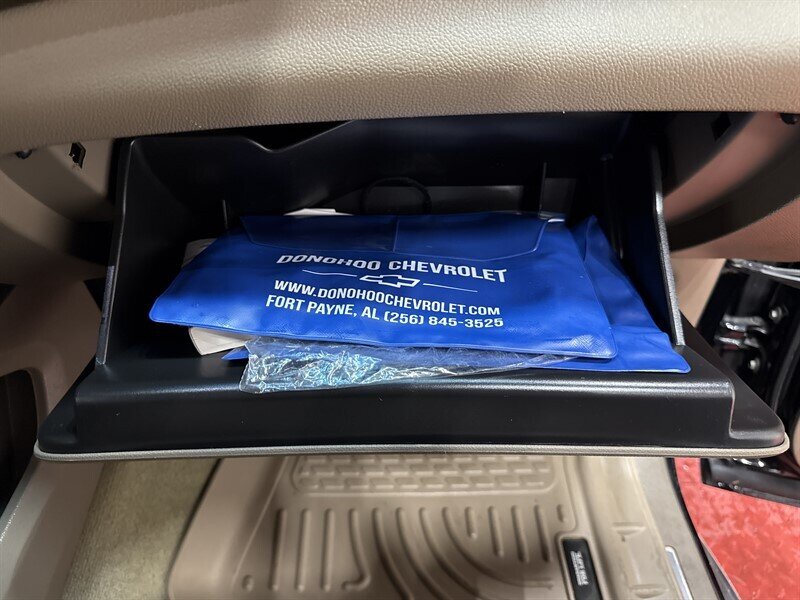 DONOHOO CHEVROLET
WWW.DONOHOOCHEVROLET.COM
FORT PAYNE, AL (256) 845-3525